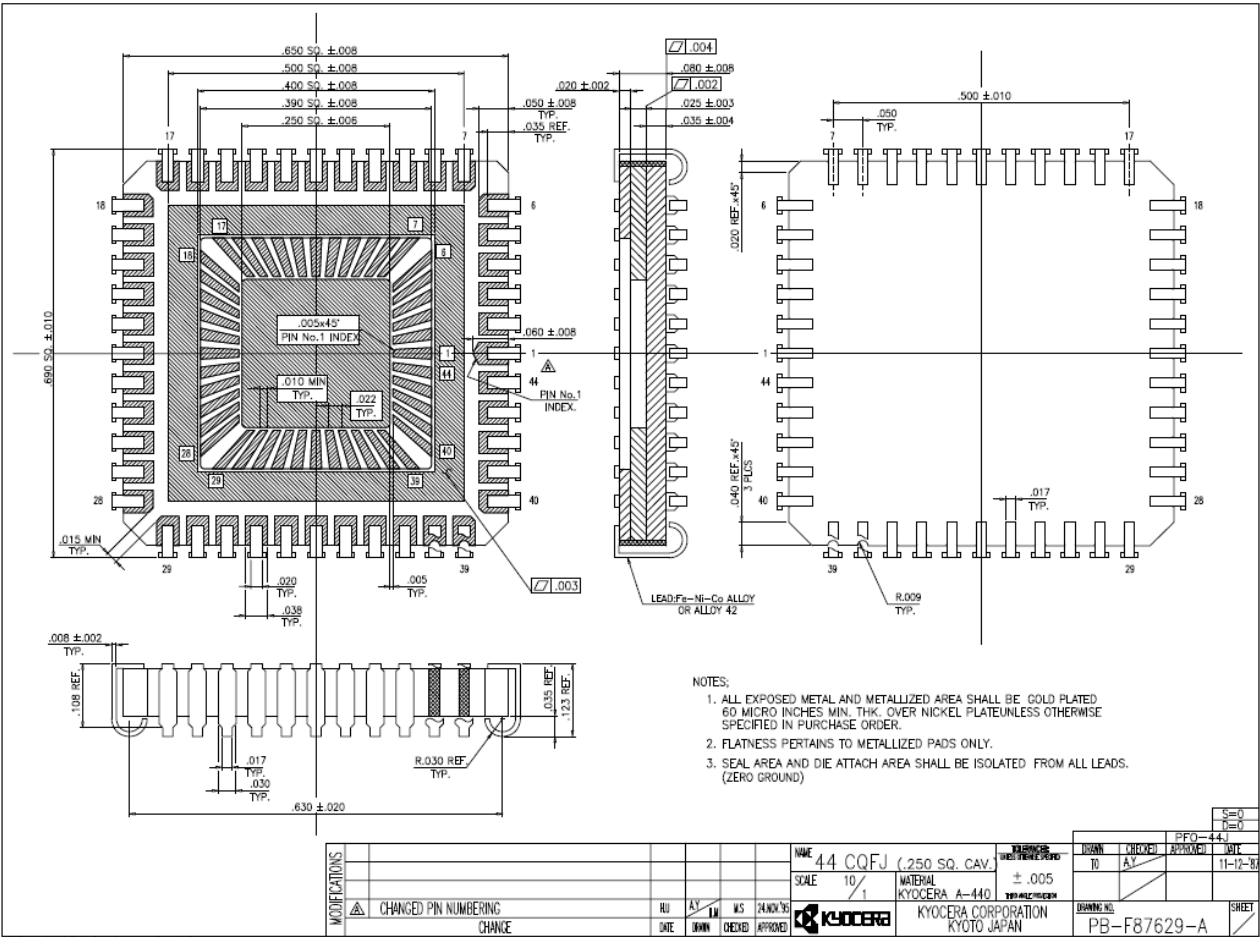 .650 SQ. ±.008
.500 SQ. ±.008
.400 SQ. ±.008
.390 SQ. ±.008
.250 SQ. ±.006
.050 ±.008
TYP.
.035 REF.
TYP.
17
7
18
6
17
7
18
6
.690 SQ. ±.010
.005x45°
PIN No.1 INDEX
.060 ±.008
1
1
44
44
A
PIN No.1
INDEX.
.010 MIN
TYP.
.022
TYP.
28
40
29
39
28
40
.015 MIN
TYP.
29
39
.020
TYP.
.005
TYP.
.038
TYP.
.003
.004
.080 ±.008
.020 ±.002
.002
.025 ±.003
.035 ±.004
LEAD:Fe-Ni-Co ALLOY
OR ALLOY 42
.500 ±.010
.050
TYP.
7
17
6
18
.020 REF.x45°
1
44
.040 REF.x45°
3 PLCS
40
28
.017
TYP.
39
29
R.009
TYP.
.008 ±.002
TYP.
.108 REF.
.035 REF.
.123 REF.
.017
TYP.
.030
TYP.
R.030 REF.
TYP.
.630 ±.020
NOTES;
1. ALL EXPOSED METAL AND METALLIZED AREA SHALL BE GOLD PLATED
60 MICRO INCHES MIN. THK. OVER NICKEL PLATEUNLESS OTHERWISE
SPECIFIED IN PURCHASE ORDER.
2. FLATNESS PERTAINS TO METALLIZED PADS ONLY.
3. SEAL AREA AND DIE ATTACH AREA SHALL BE ISOLATED FROM ALL LEADS.
(ZERO GROUND)
S=0
D=0
PFO-44J
MODIFICATIONS
A CHANGED PIN NUMBERING
H.U A.Y I.M M.S 24.NOV.'95
CHANGE DATE DRAWN CHECKED APPROVED
NAME 44 CQFJ (.250 SQ. CAV.)
SCALE 10/1
MATERIAL
KYOCERA A-440
TOLERANCES
UNLESS OTHERWISE SPECIFIED
± .005
THIRD ANGLE PROJECTION
DRAWN CHECKED APPROVED DATE
TO A.Y 11-12-'87
KYOCERA
KYOCERA CORPORATION
KYOTO JAPAN
DRAWING NO.
PB-F87629-A
SHEET